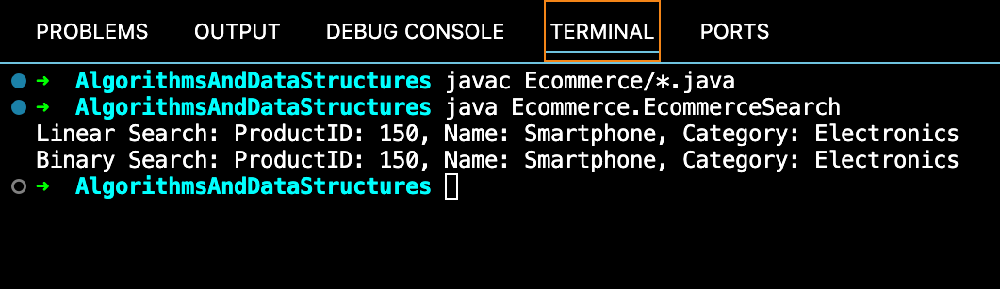 PROBLEMS OUTPUT DEBUG CONSOLE TERMINAL PORTS
➜ AlgorithmsAndDataStructures javac Ecommerce/*.java
➜ AlgorithmsAndDataStructures java Ecommerce.EcommerceSearch
Linear Search: ProductID: 150, Name: Smartphone, Category: Electronics
Binary Search: ProductID: 150, Name: Smartphone, Category: Electronics
➜ AlgorithmsAndDataStructures